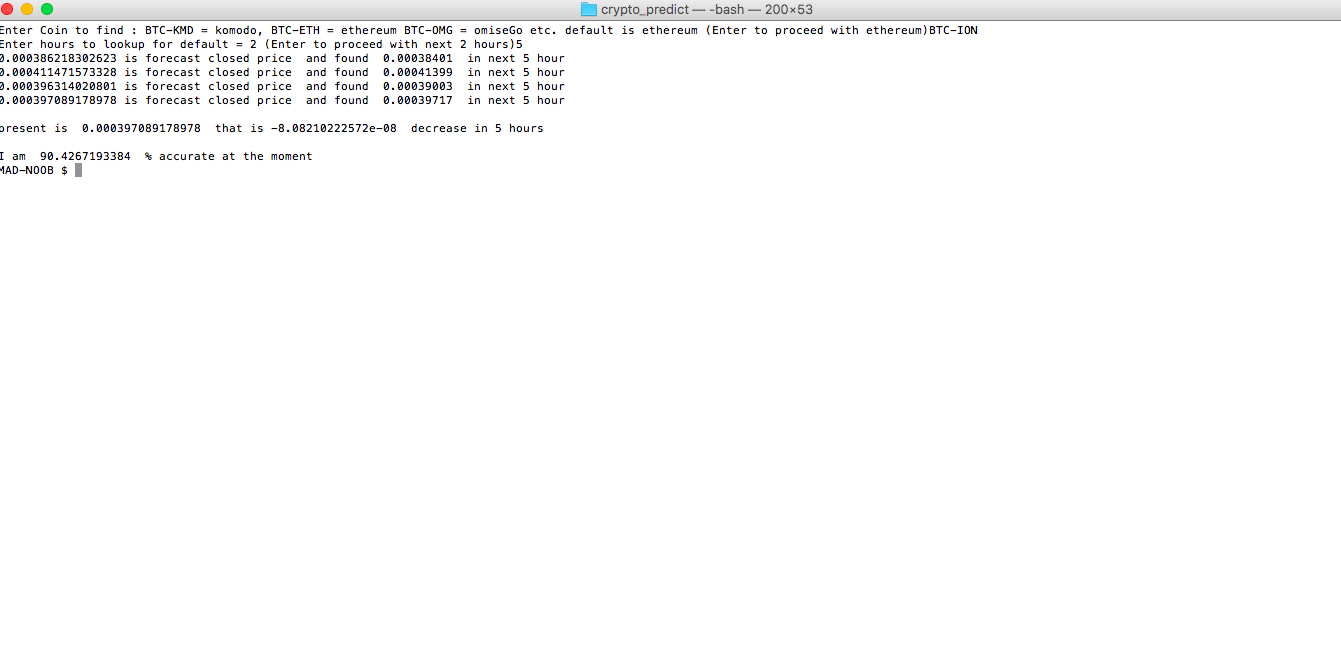 crypto_predict — -bash — 200×53
Enter Coin to find : BTC-KMD = komodo, BTC-ETH = ethereum BTC-OMG = omiseGo etc. default is ethereum (Enter to proceed with ethereum)BTC-ION
Enter hours to lookup for default = 2 (Enter to proceed with next 2 hours)5
0.000386218302623 is forecast closed price  and found  0.00038401  in next 5 hour
0.000411471573328 is forecast closed price  and found  0.00041399  in next 5 hour
0.000396314020801 is forecast closed price  and found  0.00039003  in next 5 hour
0.000397089178978 is forecast closed price  and found  0.00039717  in next 5 hour
present is  0.000397089178978  that is -8.08210222572e-08  decrease in 5 hours
I am  90.4267193384  % accurate at the moment
MAD-NOOB $